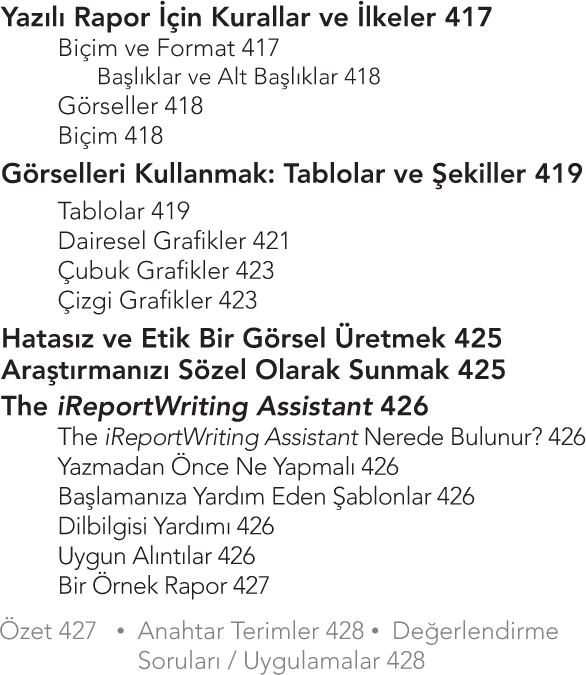 Yazılı Rapor İçin Kurallar ve İlkeler 417
Biçim ve Format 417
Başlıklar ve Alt Başlıklar 418
Görseller 418
Biçim 418
Görselleri Kullanmak: Tablolar ve Şekiller 419
Tablolar 419
Dairesel Grafikler 421
Çubuk Grafikler 423
Çizgi Grafikler 423
Hatasız ve Etik Bir Görsel Üretmek 425
Araştırmanızı Sözel Olarak Sunmak 425
The iReportWriting Assistant 426
The iReportWriting Assistant Nerede Bulunur? 426
Yazmadan Önce Ne Yapmalı 426
Başlamanıza Yardım Eden Şablonlar 426
Dilbilgisi Yardımı 426
Uygun Alıntılar 426
Bir Örnek Rapor 427
Özet 427 • Anahtar Terimler 428 • Değerlendirme
Soruları / Uygulamalar 428